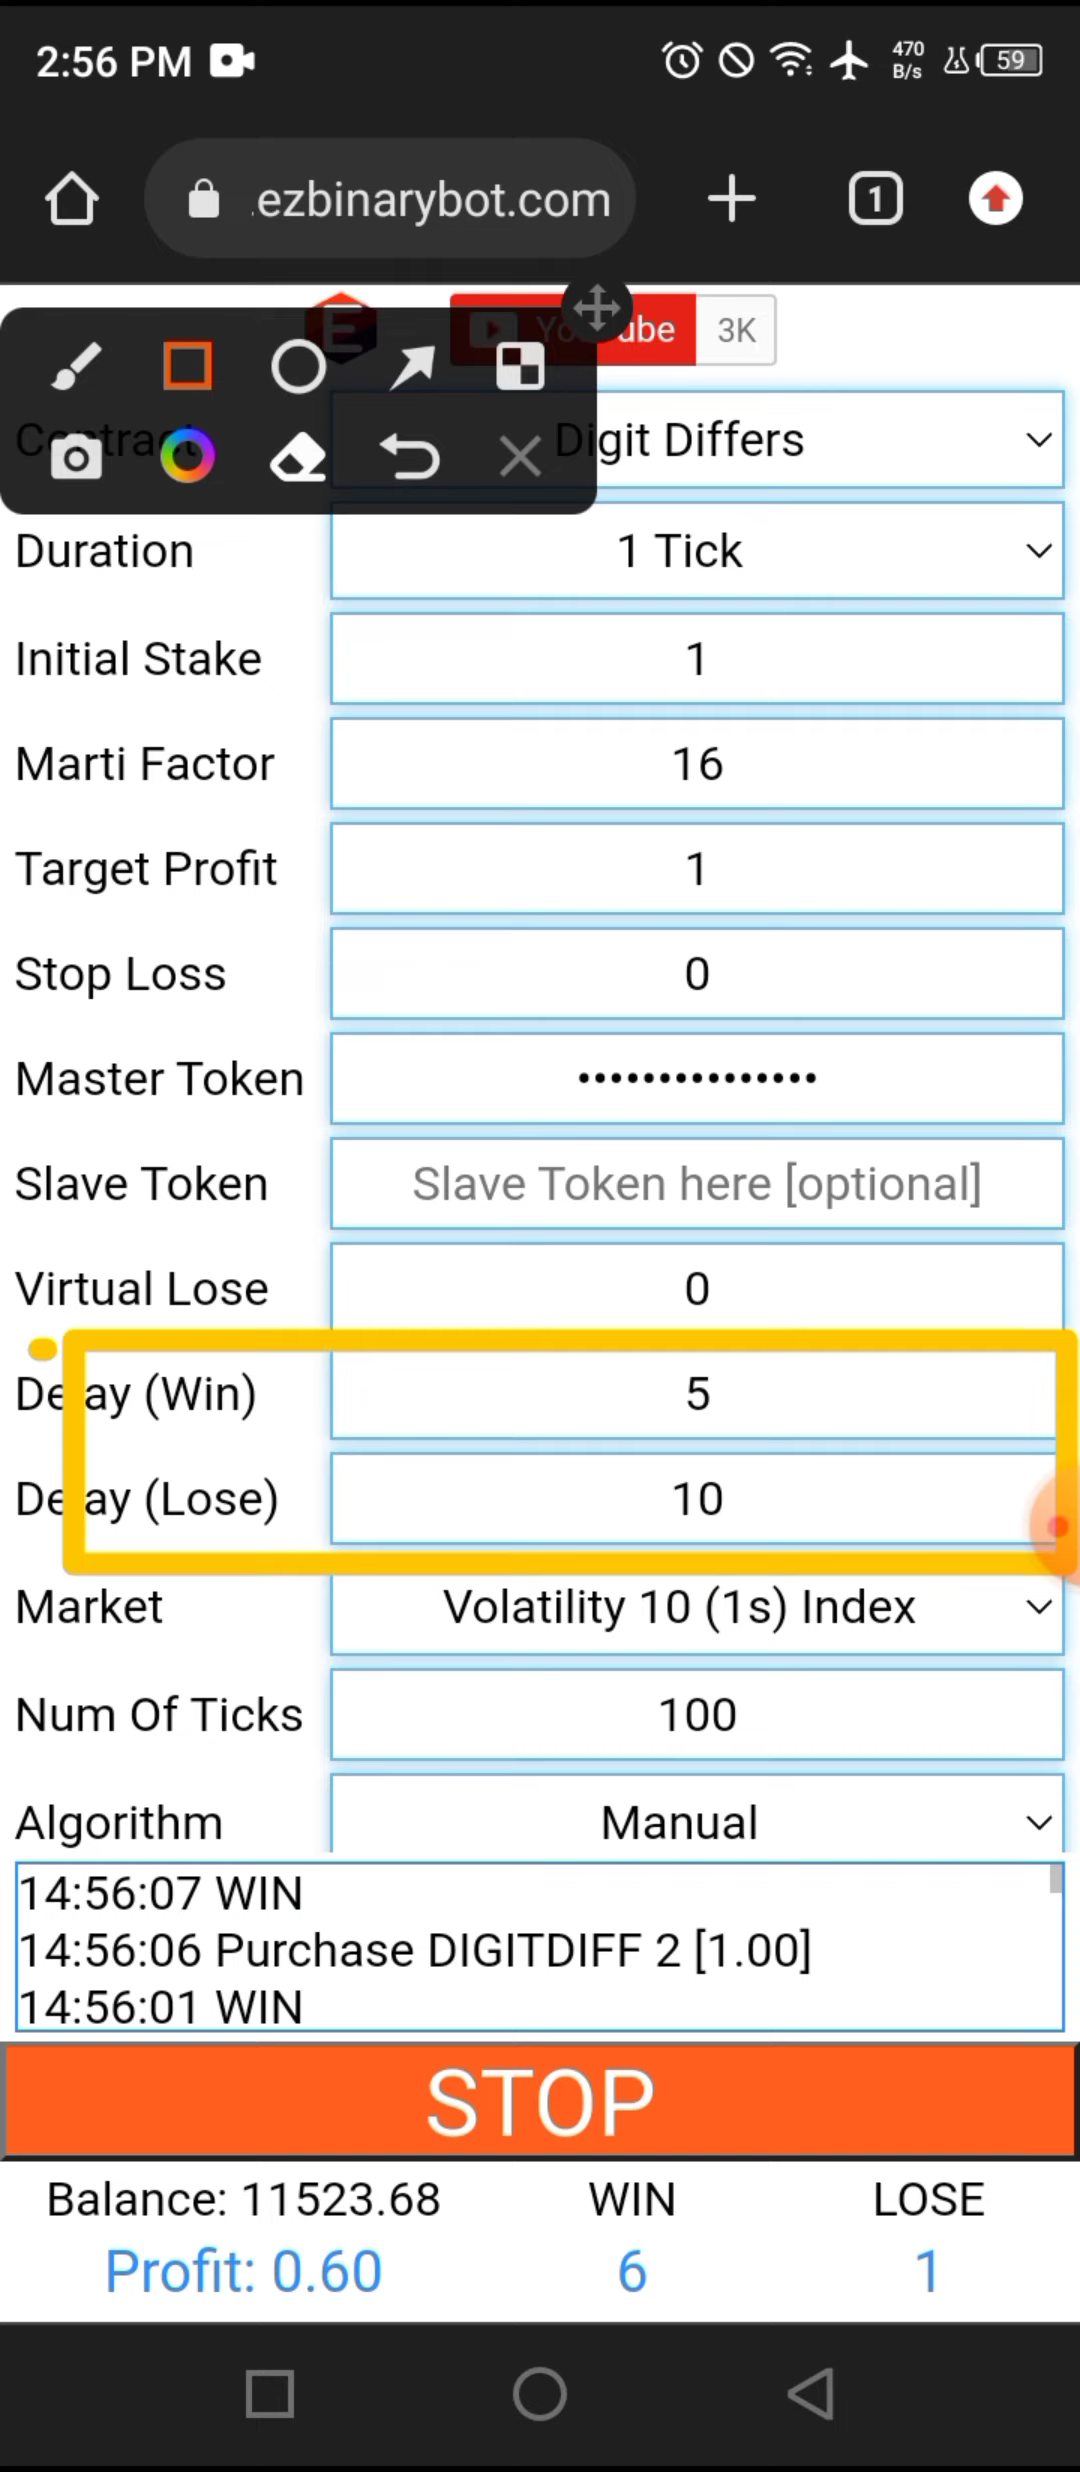 2:56 PM
470
B/s
59
.ezbinarybot.com
1
E
YouTube
3K
Contract
Digit Differs
Duration
1 Tick
Initial Stake
1
Marti Factor
16
Target Profit
1
Stop Loss
0
Master Token
•••••••••••••••
Slave Token
Slave Token here [optional]
Virtual Lose
0
Delay (Win)
5
Delay (Lose)
10
Market
Volatility 10 (1s) Index
Num Of Ticks
100
Algorithm
Manual
14:56:07 WIN
14:56:06 Purchase DIGITDIFF 2 [1.00]
14:56:01 WIN
STOP
Balance: 11523.68
WIN
LOSE
Profit: 0.60
6
1